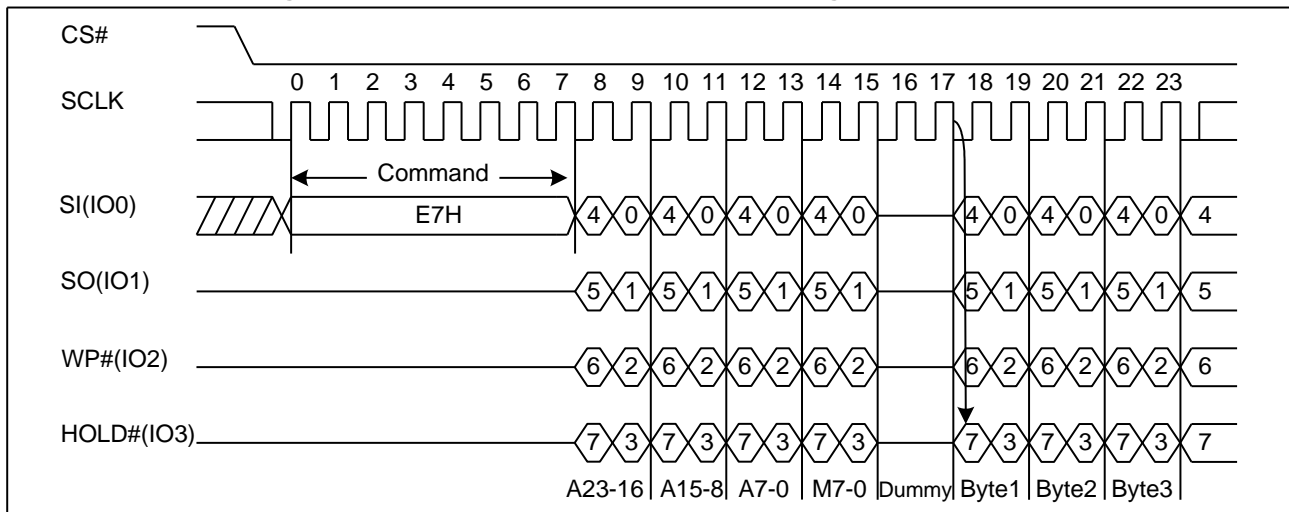 CS#
0 1 2 3 4 5 6 7 8 9 10 11 12 13 14 15 16 17 18 19 20 21 22 23
SCLK
Command
SI(IO0)
E7H 4 0 4 0 4 0 4 0 4 0 4 0 4 0 4
SO(IO1)
5 1 5 1 5 1 5 1 5 1 5 1 5 1 5
WP#(IO2)
6 2 6 2 6 2 6 2 6 2 6 2 6 2 6
HOLD#(IO3)
7 3 7 3 7 3 7 3 7 3 7 3 7 3 7
A23-16 A15-8 A7-0 M7-0 Dummy Byte1 Byte2 Byte3